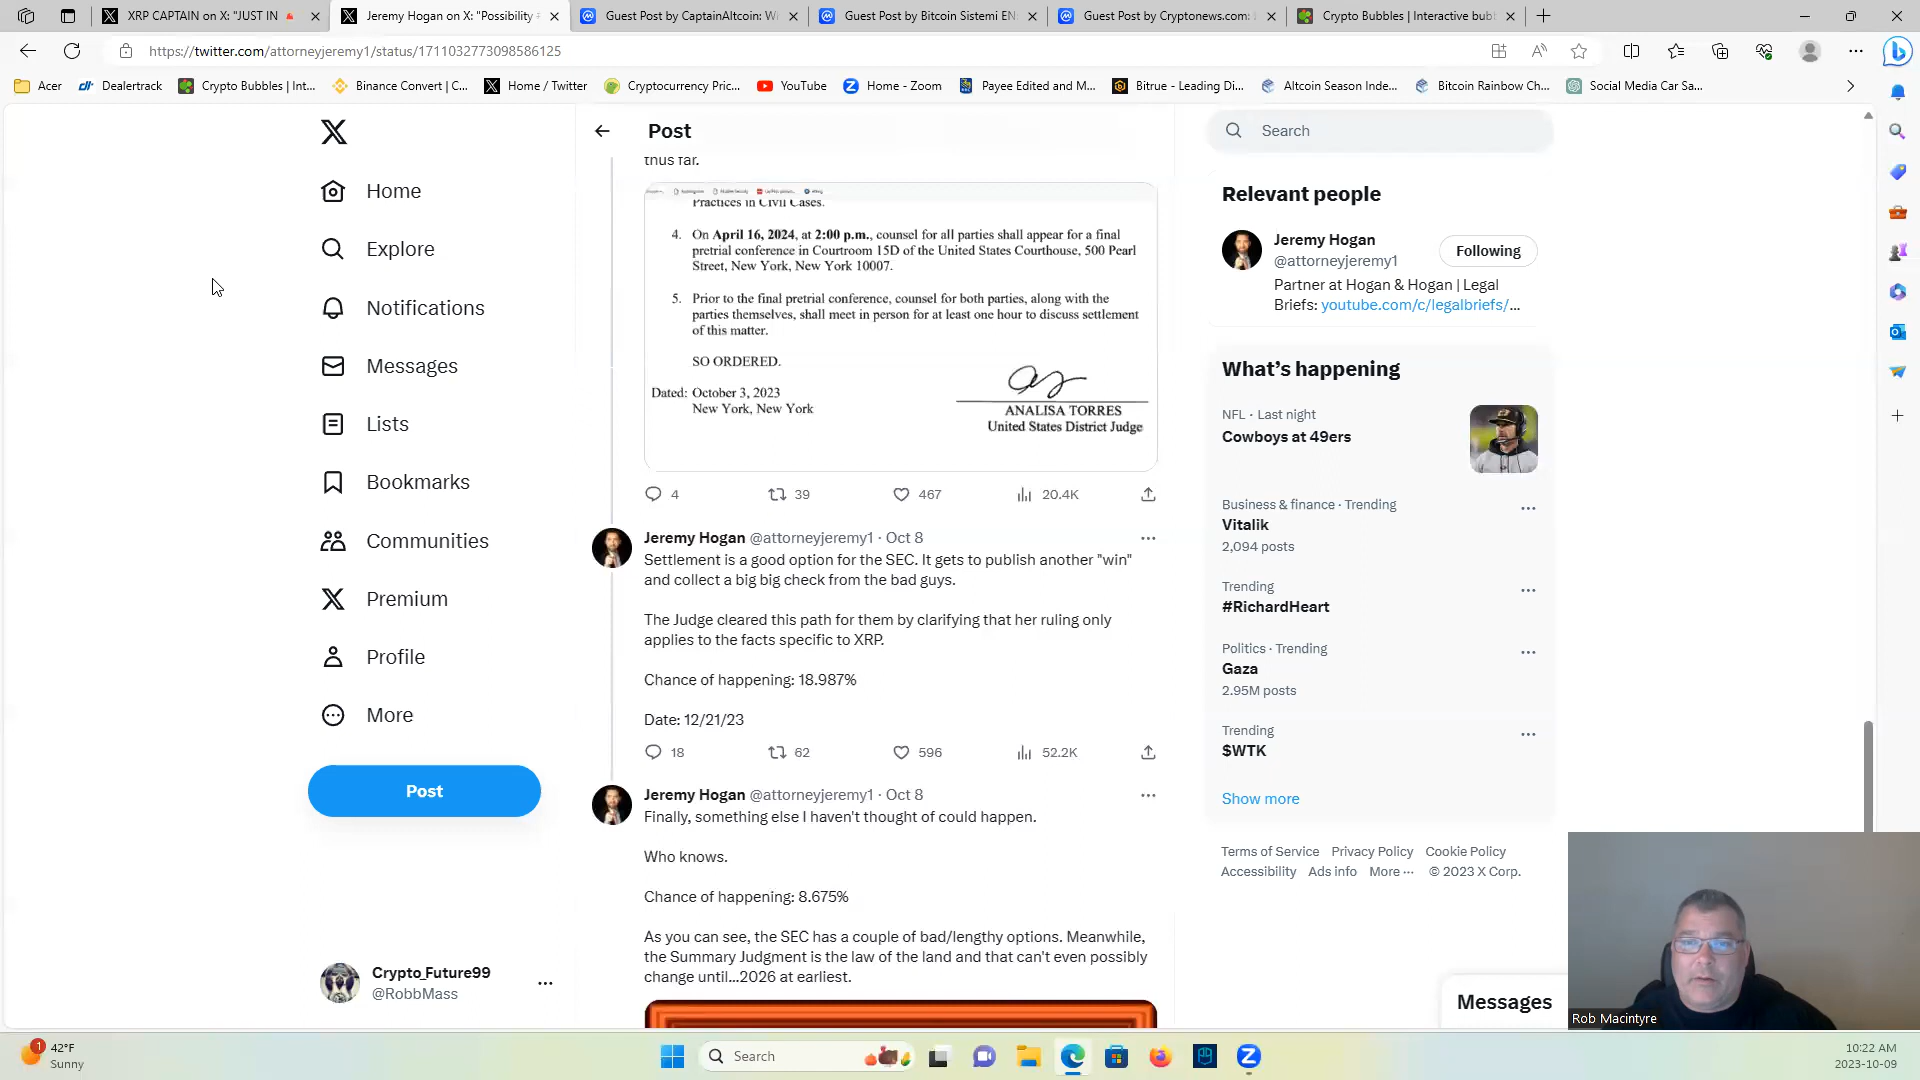 XRP CAPTAIN on X: "JUST IN
Jeremy Hogan on X: "Possibility
Guest Post by CaptainAltcoin: W
Guest Post by Bitcoin Sistemi EN
Guest Post by Cryptonews.com:
Crypto Bubbles | Interactive bub
https://twitter.com/attorneyjeremy1/status/1711032773098586125
Acer
Dealertrack
Crypto Bubbles | Int...
Binance Convert | C...
Home / Twitter
Cryptocurrency Pric...
YouTube
Home - Zoom
Payee Edited and M...
Bitrue - Leading Di...
Altcoin Season Inde...
Bitcoin Rainbow Ch...
Social Media Car Sa...
Home
Explore
Notifications
Messages
Lists
Bookmarks
Communities
Premium
Profile
More
Post
Crypto_Future99
@RobbMass
Post
thus far.
Practices in Civil Cases.
4. On April 16, 2024, at 2:00 p.m., counsel for all parties shall appear for a final
pretrial conference in Courtroom 15D of the United States Courthouse, 500 Pearl
Street, New York, New York 10007.
5. Prior to the final pretrial conference, counsel for both parties, along with the
parties themselves, shall meet in person for at least one hour to discuss settlement
of this matter.
SO ORDERED.
Dated: October 3, 2023
New York, New York
ANALISA TORRES
United States District Judge
4 39 467 20.4K
Jeremy Hogan @attorneyjeremy1 · Oct 8
Settlement is a good option for the SEC. It gets to publish another "win"
and collect a big big check from the bad guys.
The Judge cleared this path for them by clarifying that her ruling only
applies to the facts specific to XRP.
Chance of happening: 18.987%
Date: 12/21/23
18 62 596 52.2K
Jeremy Hogan @attorneyjeremy1 · Oct 8
Finally, something else I haven't thought of could happen.
Who knows.
Chance of happening: 8.675%
As you can see, the SEC has a couple of bad/lengthy options. Meanwhile,
the Summary Judgment is the law of the land and that can't even possibly
change until...2026 at earliest.
Search
Relevant people
Jeremy Hogan
@attorneyjeremy1
Following
Partner at Hogan & Hogan | Legal
Briefs: youtube.com/c/legalbriefs/...
What's happening
NFL · Last night
Cowboys at 49ers
Business & finance · Trending
Vitalik
2,094 posts
Trending
#RichardHeart
Politics · Trending
Gaza
2.95M posts
Trending
$WTK
Show more
Terms of Service Privacy Policy Cookie Policy
Accessibility Ads info More ··· © 2023 X Corp.
Messages
Rob Macintyre
1
42°F
Sunny
Search
10:22 AM
2023-10-09